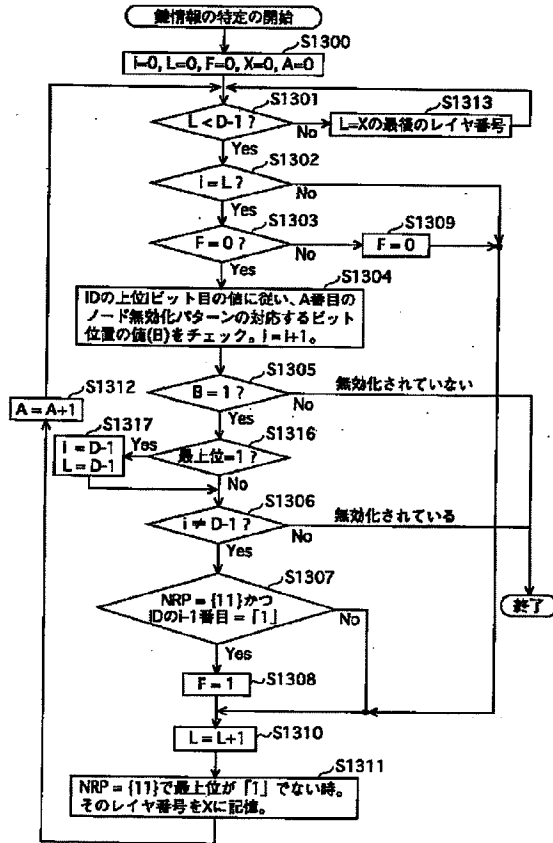 鍵情報の特定の開始
S1300
i=0, L=0, F=0, X=0, A=0
S1301
L < D-1 ?
No
Yes
S1313
L=Xの最後のレイヤ番号
S1302
i = L ?
No
Yes
S1303
F = 0 ?
No
Yes
S1309
F = 0
S1304
IDの上位iビット目の値に従い、A番目の
ノード無効化パターンの対応するビット
位置の値(B)をチェック。i = i+1。
S1305
B = 1 ?
No
Yes
無効化されていない
S1312
A = A+1
S1317
i = D-1
L = D-1
Yes
S1316
最上位=1 ?
No
S1306
i ≠ D-1 ?
No
Yes
無効化されている
S1307
NRP = {11}かつ
IDのi-1番目 = 「1」
No
Yes
終了
S1308
F = 1
S1310
L = L+1
S1311
NRP = {11}で最上位が「1」でない時。
そのレイヤ番号をXに記憶。